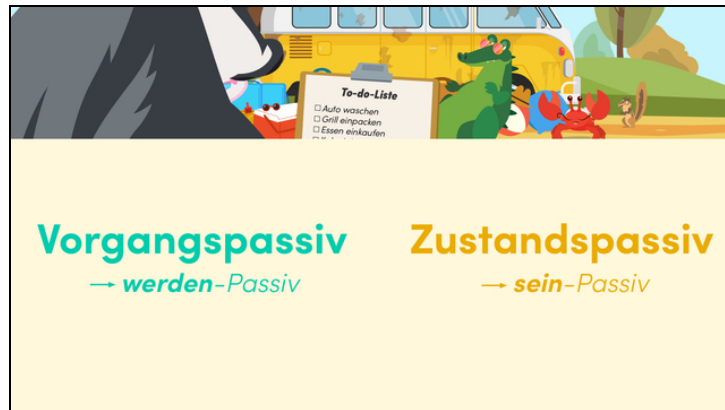 To-do-Liste
Auto waschen
Grill einpacken
Essen einkaufen
Vorgangspassiv
→ werden-Passiv
Zustandspassiv
→ sein-Passiv